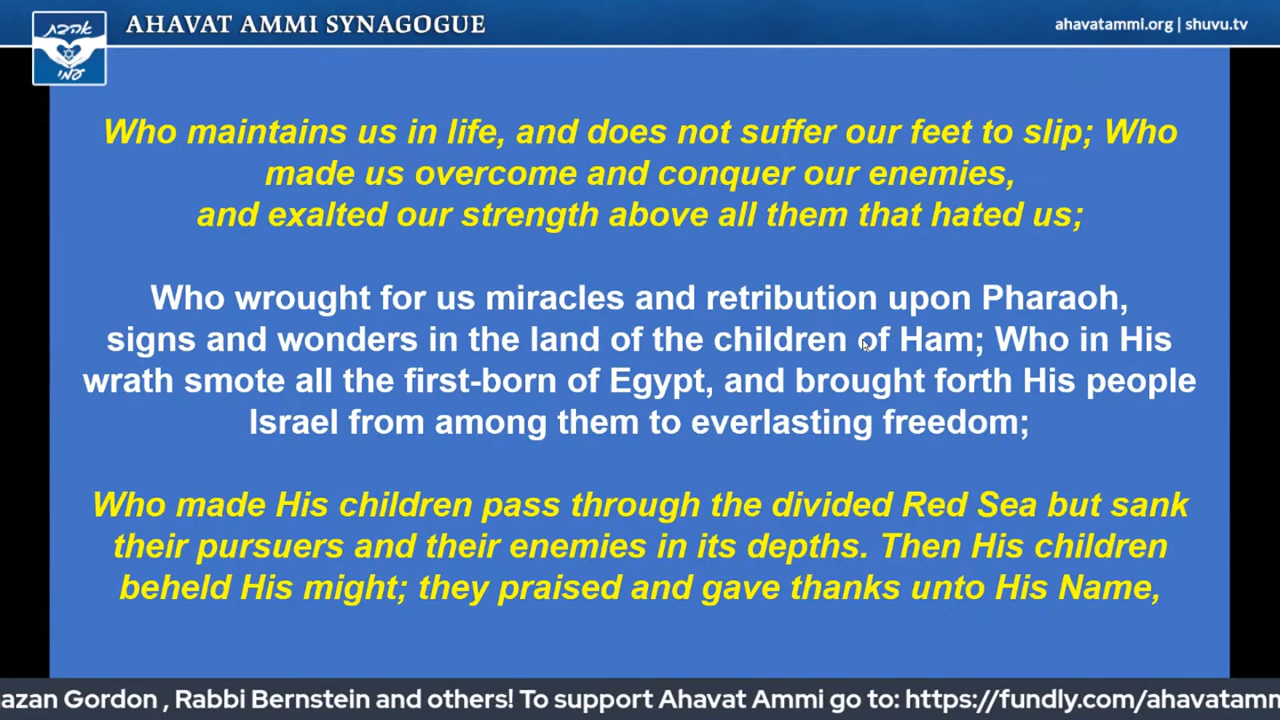 אהבת
עמי
AHAVAT AMMI SYNAGOGUE
ahavatammi.org | shuvu.tv
Who maintains us in life, and does not suffer our feet to slip; Who
made us overcome and conquer our enemies,
and exalted our strength above all them that hated us;
Who wrought for us miracles and retribution upon Pharaoh,
signs and wonders in the land of the children of Ham; Who in His
wrath smote all the first-born of Egypt, and brought forth His people
Israel from among them to everlasting freedom;
Who made His children pass through the divided Red Sea but sank
their pursuers and their enemies in its depths. Then His children
beheld His might; they praised and gave thanks unto His Name,
azan Gordon , Rabbi Bernstein and others! To support Ahavat Ammi go to: https://fundly.com/ahavatam